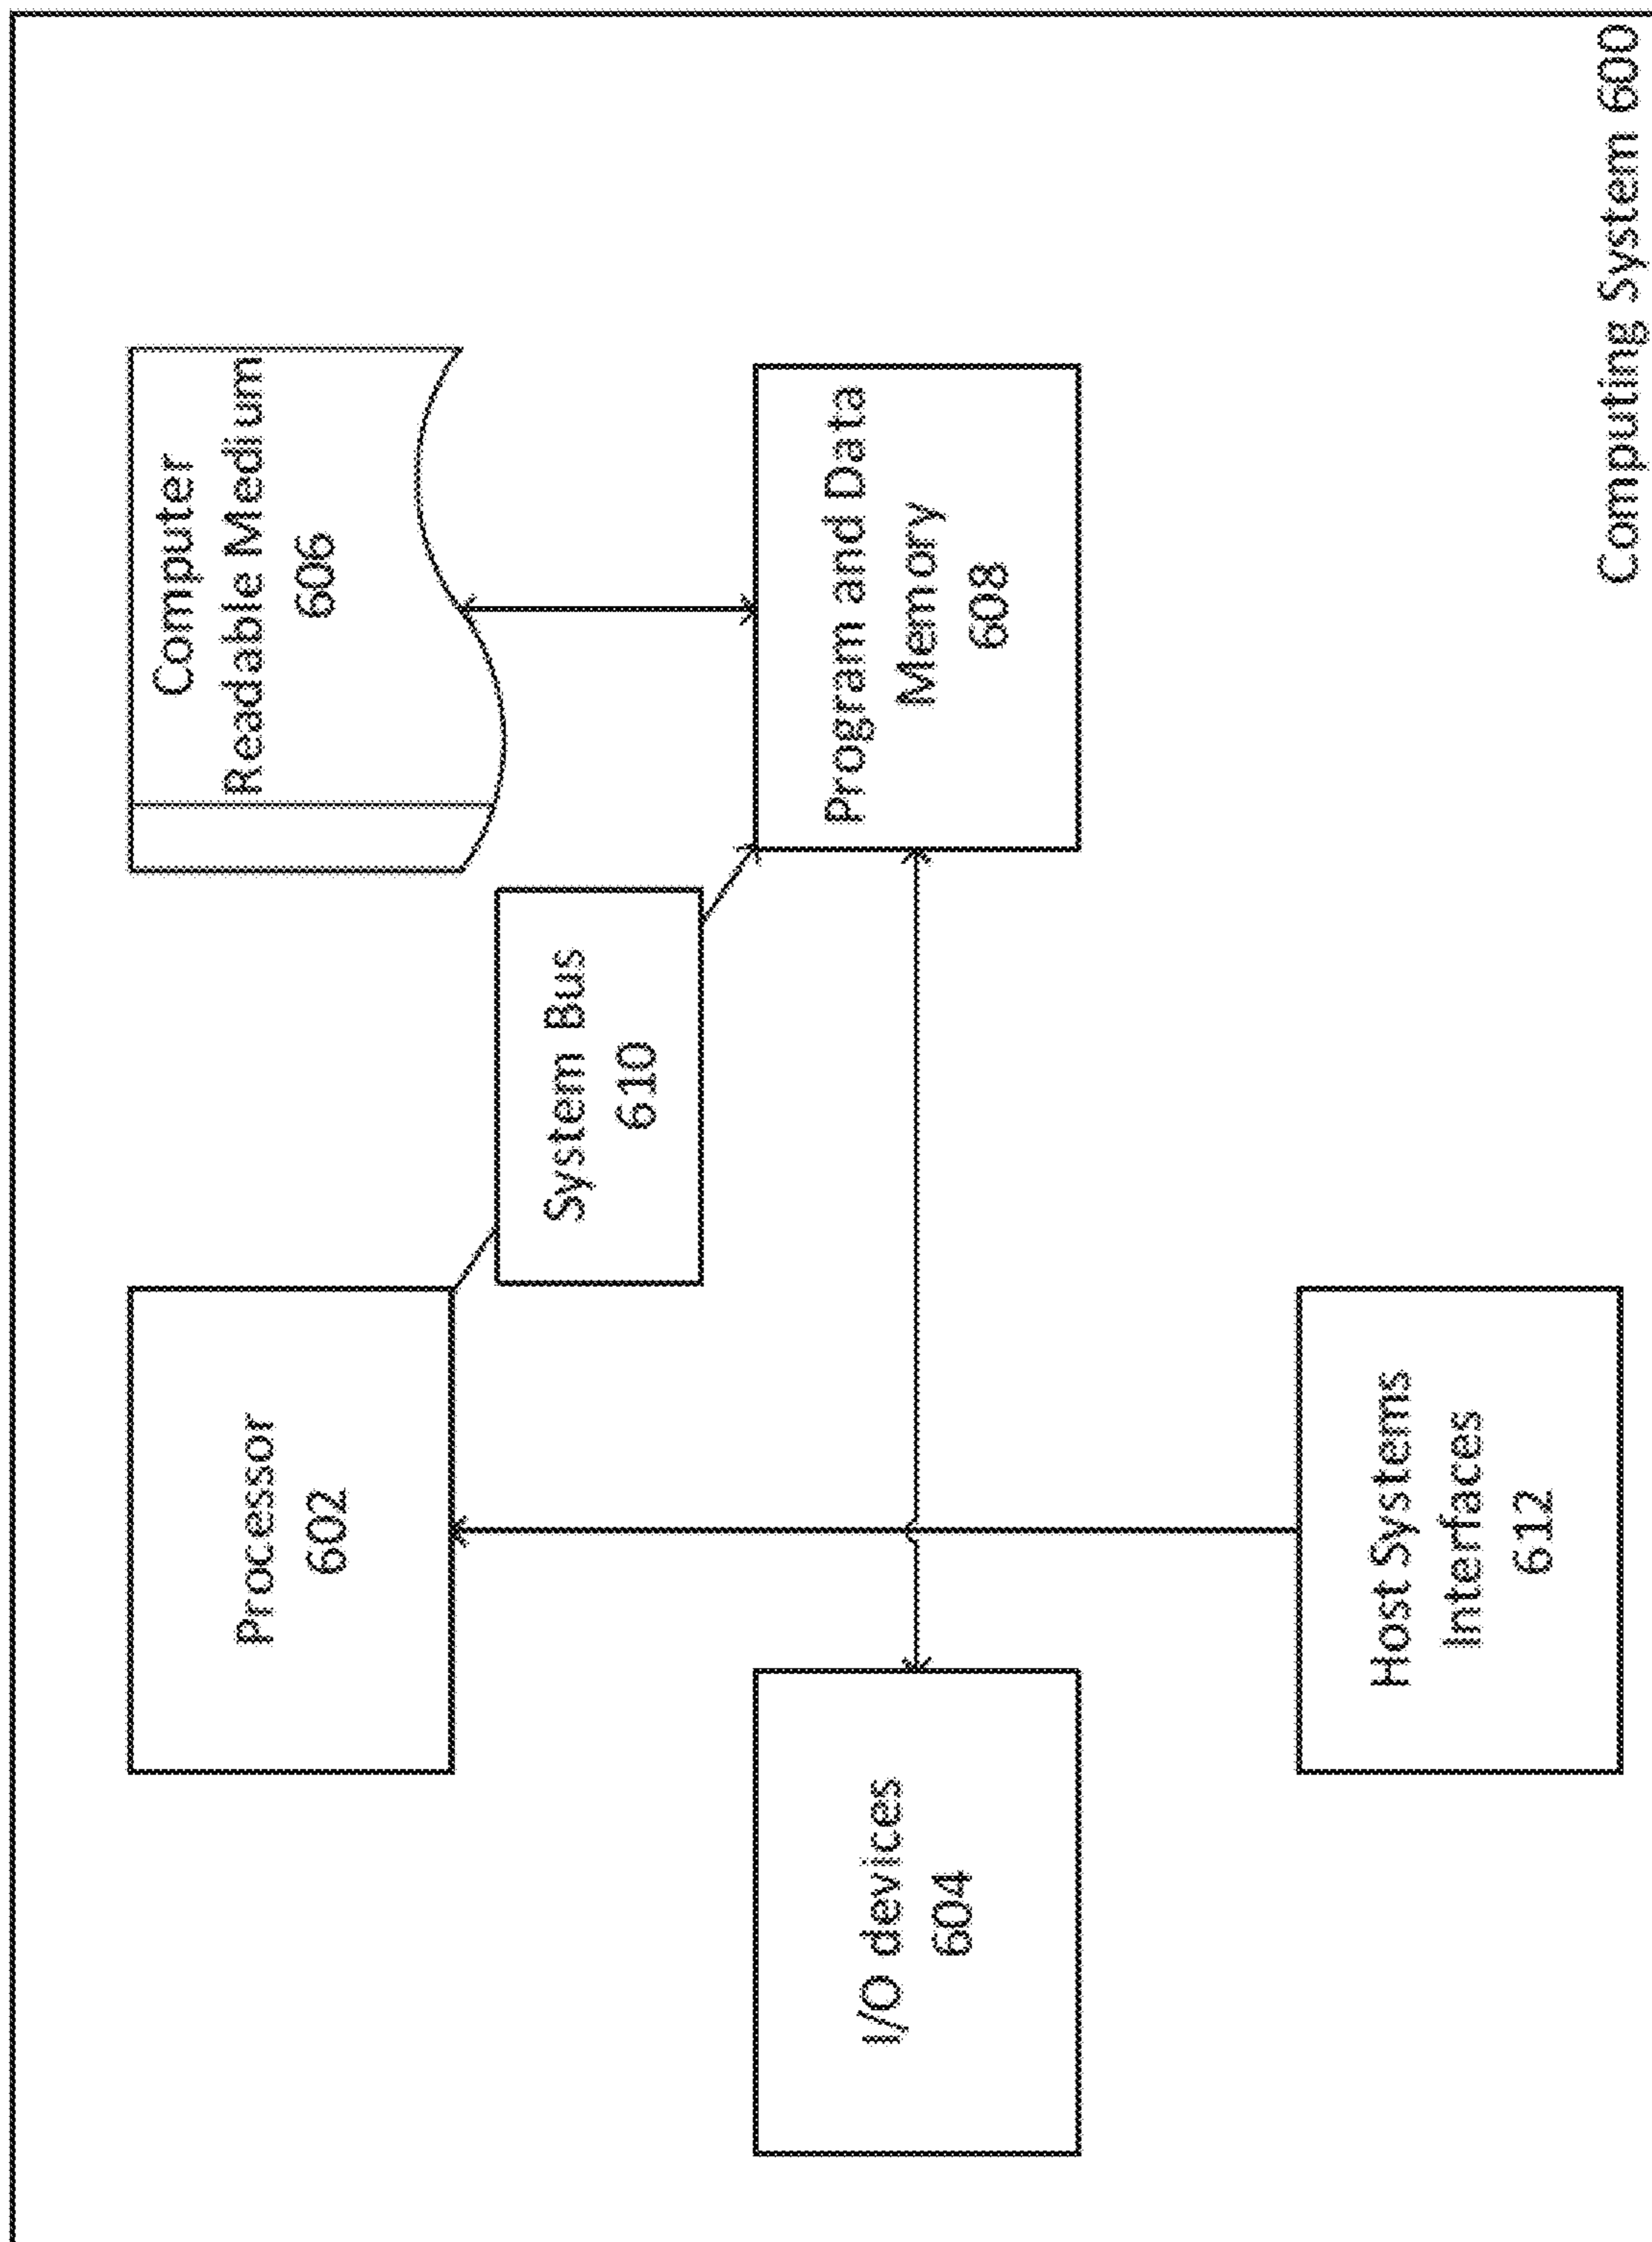 Processor
602
Computer
Readable Medium
606
System Bus
610
I/O devices
604
Program and Data
Memory
608
Host Systems
Interfaces
612
Computing System 600